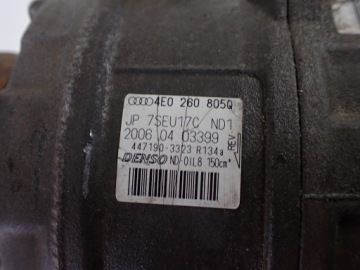 4E0 260 805Q
JP 7SEU17C ND1
2006 04 03399
447190-3323 R134a
DENSO ND-OIL8 150cm³
REV